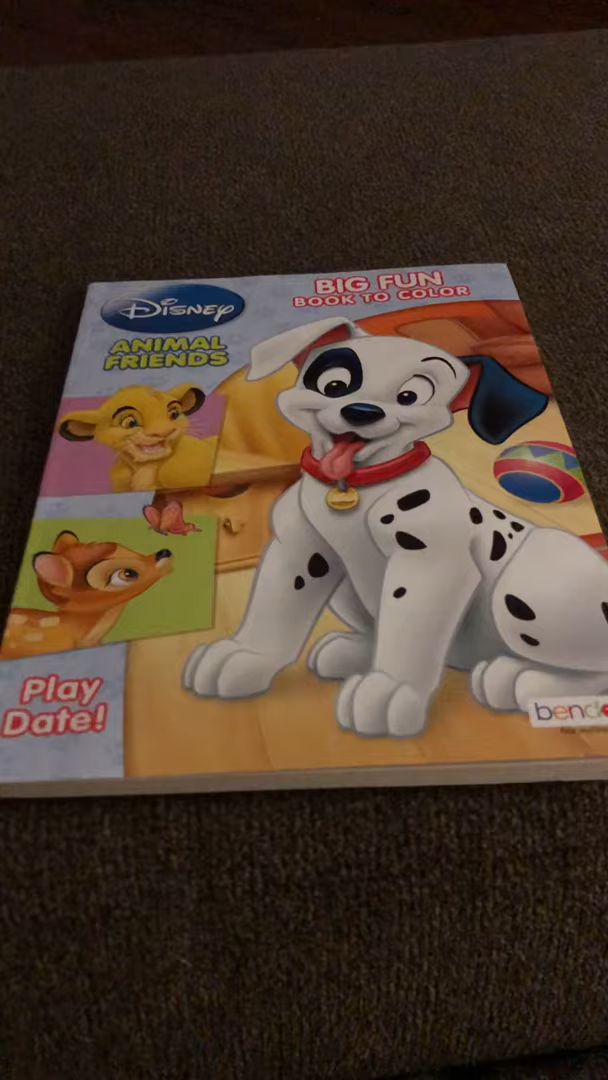 Disney
BIG FUN
BOOK TO COLOR
ANIMAL
FRIENDS
Play
Date!